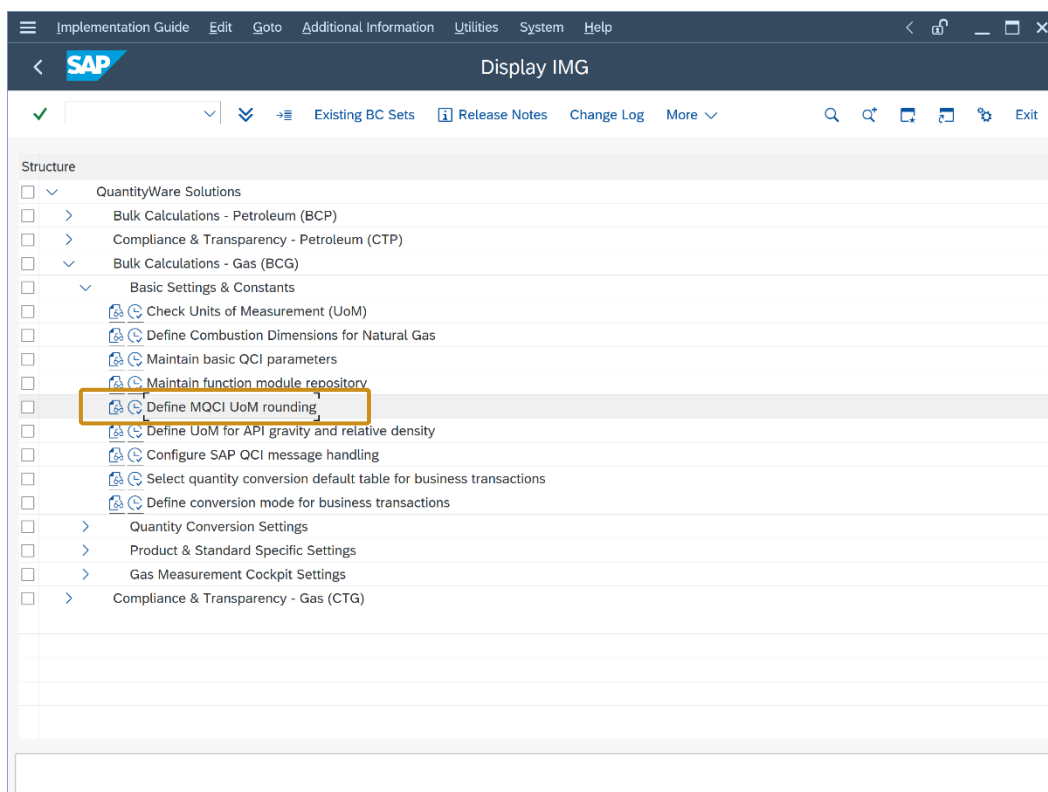 Implementation Guide Edit Goto Additional Information Utilities System Help
SAP Display IMG
Existing BC Sets i Release Notes Change Log More Exit
Structure
QuantityWare Solutions
Bulk Calculations - Petroleum (BCP)
Compliance & Transparency - Petroleum (CTP)
Bulk Calculations - Gas (BCG)
Basic Settings & Constants
Check Units of Measurement (UoM)
Define Combustion Dimensions for Natural Gas
Maintain basic QCI parameters
Maintain function module repository
Define MQCI UoM rounding
Define UoM for API gravity and relative density
Configure SAP QCI message handling
Select quantity conversion default table for business transactions
Define conversion mode for business transactions
Quantity Conversion Settings
Product & Standard Specific Settings
Gas Measurement Cockpit Settings
Compliance & Transparency - Gas (CTG)